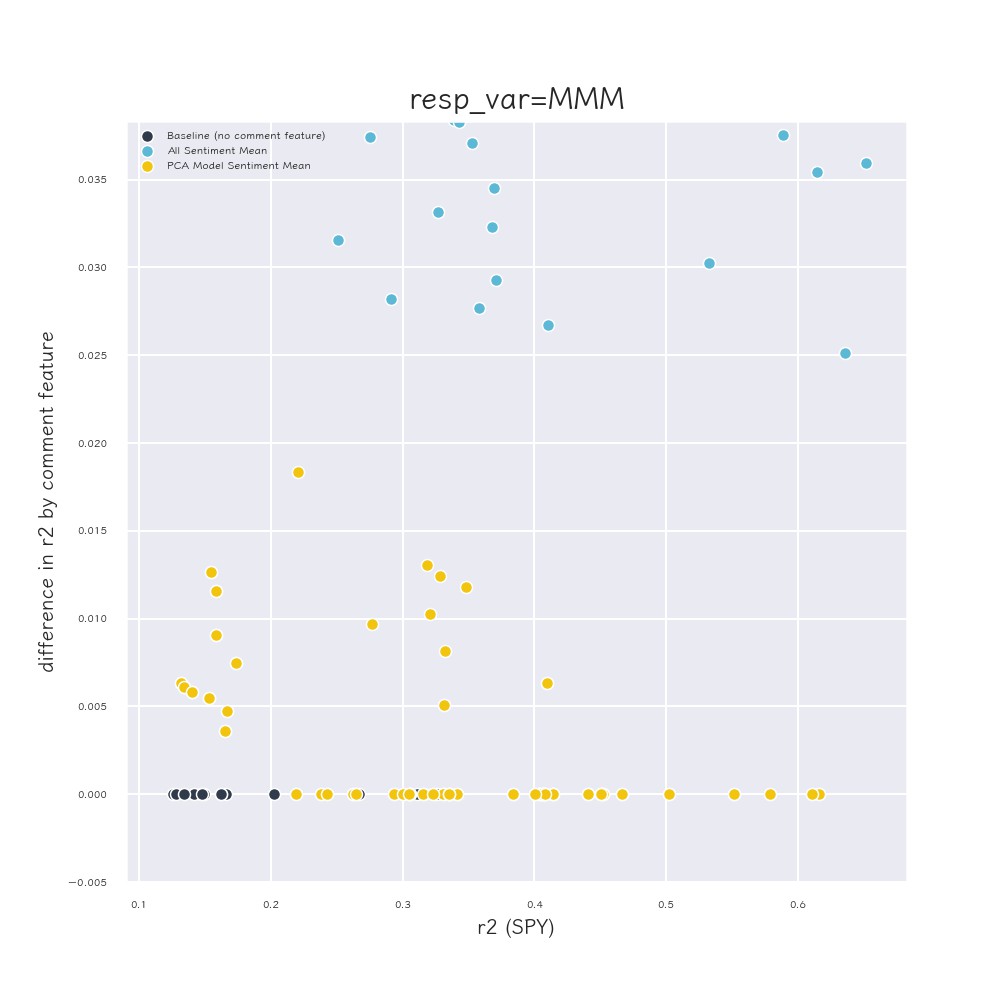 resp_var=MMM
Baseline (no comment feature)
All Sentiment Mean
PCA Model Sentiment Mean
difference in r2 by comment feature
0.035
0.030
0.025
0.020
0.015
0.010
0.005
0.000
−0.005
0.1
0.2
0.3
0.4
0.5
0.6
r2 (SPY)